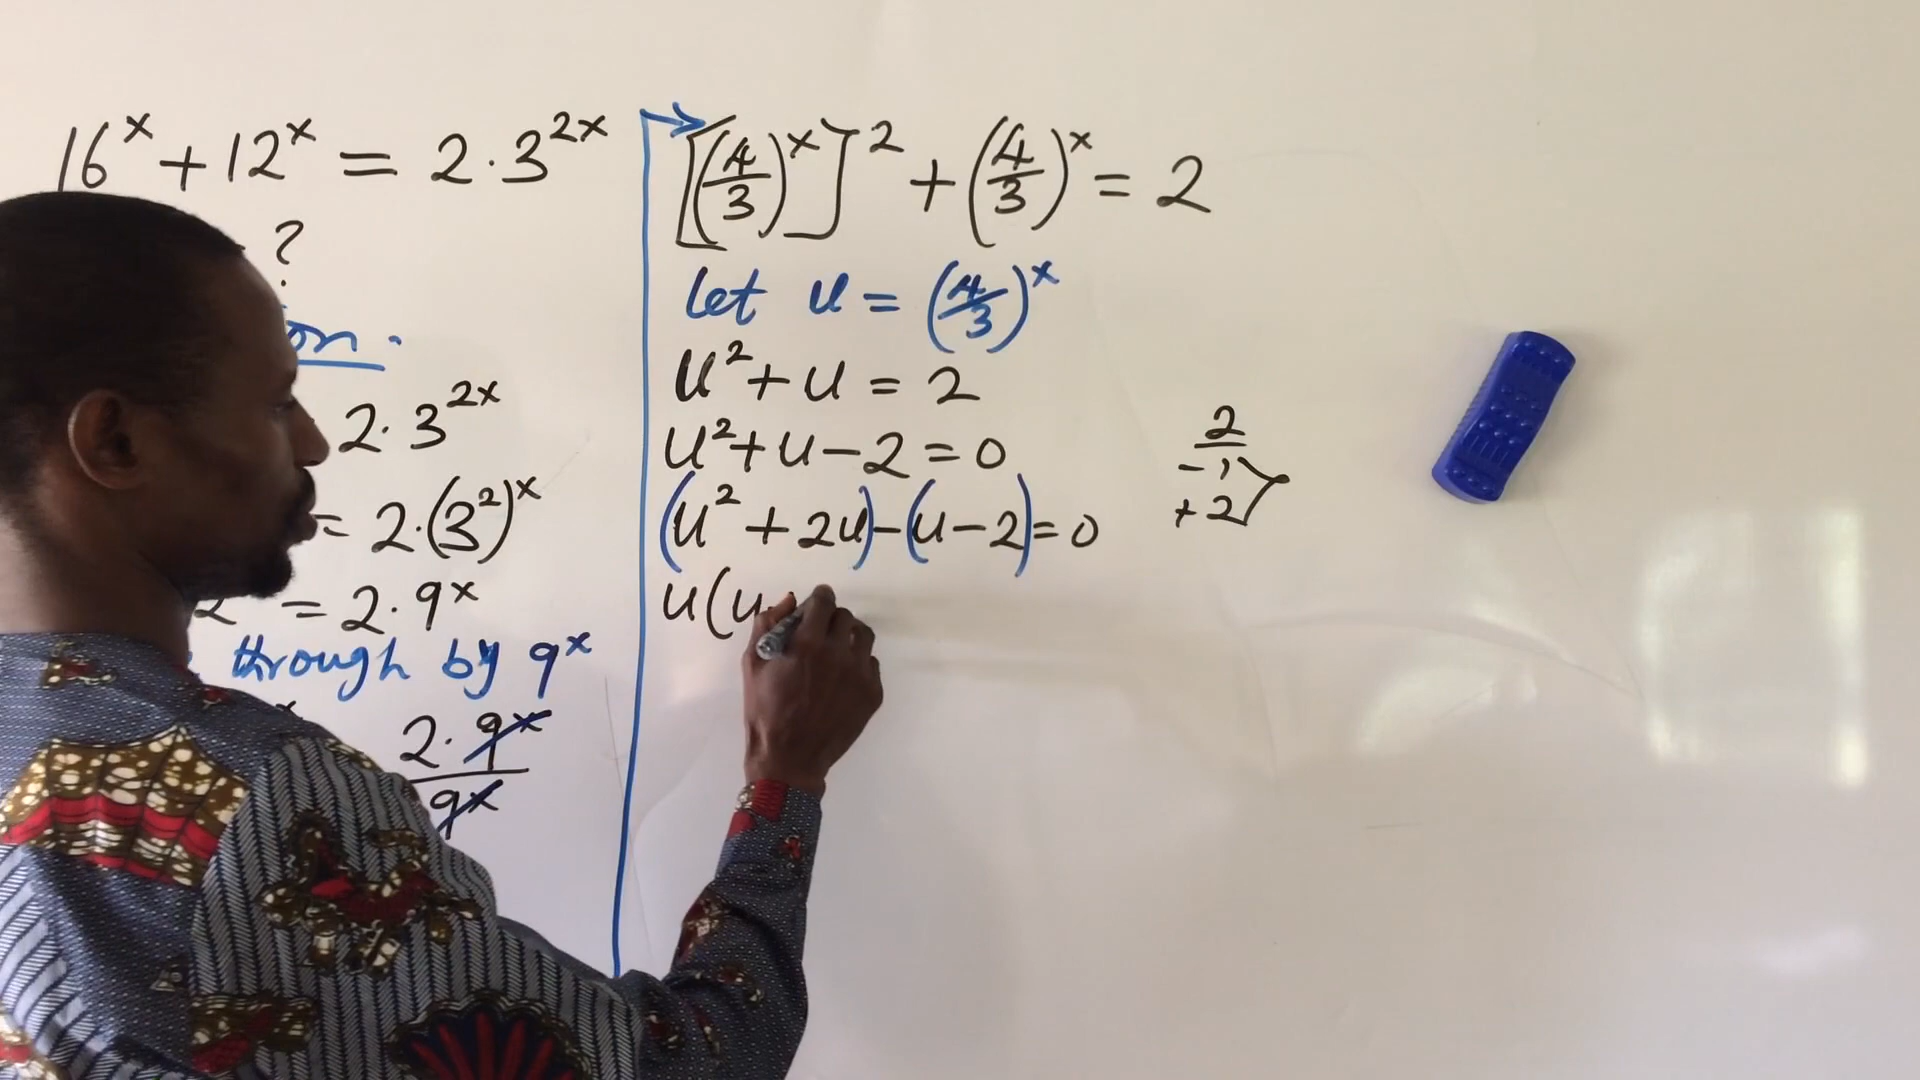 16^x + 12^x = 2·3^{2x}
?
on.
2·3^{2x}
= 2·(3^2)^x
= 2·9^x
through by 9^x
2·9^x
9^x
[(4/3)^x]^2 + (4/3)^x = 2
let u = (4/3)^x
u^2 + u = 2
u^2 + u - 2 = 0
(u^2 + 2u) - (u - 2) = 0
u(u
2
-1
+2